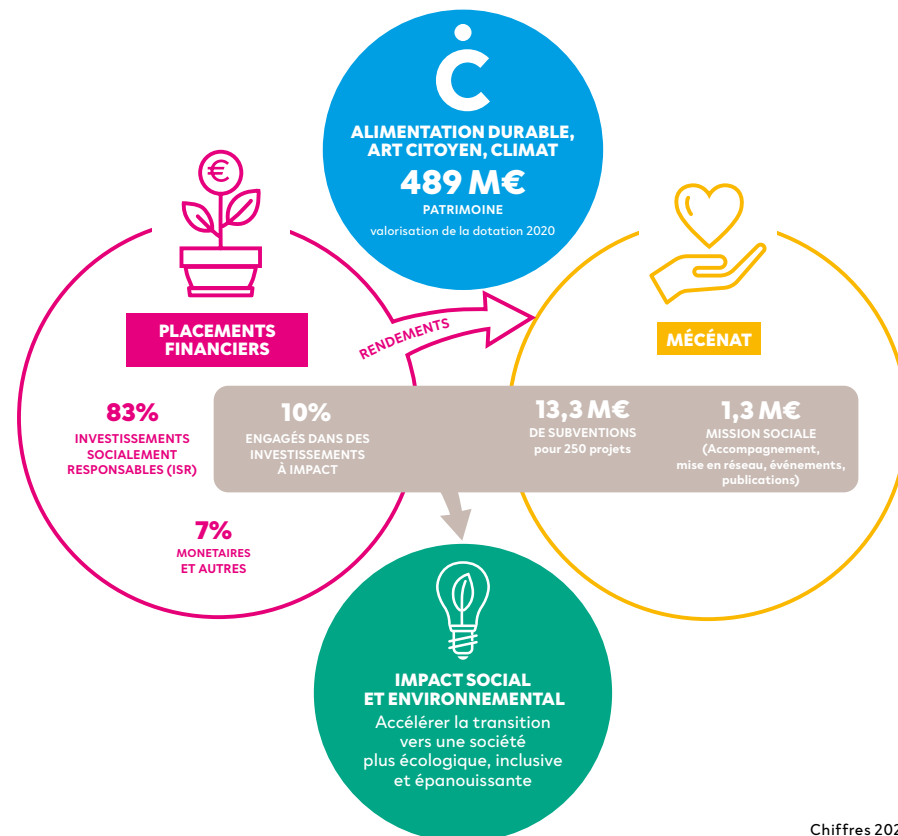 ċ
ALIMENTATION DURABLE,
ART CITOYEN, CLIMAT
489 M€
PATRIMOINE
valorisation de la dotation 2020
€
PLACEMENTS
FINANCIERS
RENDEMENTS
MÉCÉNAT
83%
INVESTISSEMENTS
SOCIALEMENT
RESPONSABLES (ISR)
10%
ENGAGÉS DANS DES
INVESTISSEMENTS
À IMPACT
13,3 M€
DE SUBVENTIONS
pour 250 projets
1,3 M€
MISSION SOCIALE
(Accompagnement,
mise en réseau, événements,
publications)
7%
MONETAIRES
ET AUTRES
IMPACT SOCIAL
ET ENVIRONNEMENTAL
Accélérer la transition
vers une société
plus écologique, inclusive
et épanouissante
Chiffres